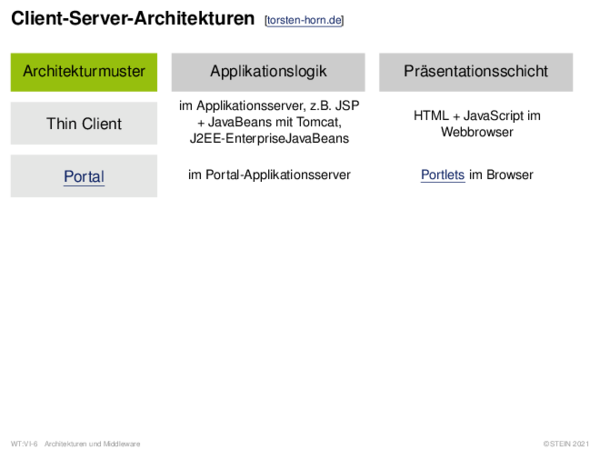 Client-Server-Architekturen [torsten-horn.de]
Architekturmuster Applikationslogik Präsentationsschicht
Thin Client
im Applikationsserver, z.B. JSP
+ JavaBeans mit Tomcat,
J2EE-EnterpriseJavaBeans
HTML + JavaScript im
Webbrowser
Portal im Portal-Applikationsserver Portlets im Browser
WT:VI-6 Architekturen und Middleware ©STEIN 2021